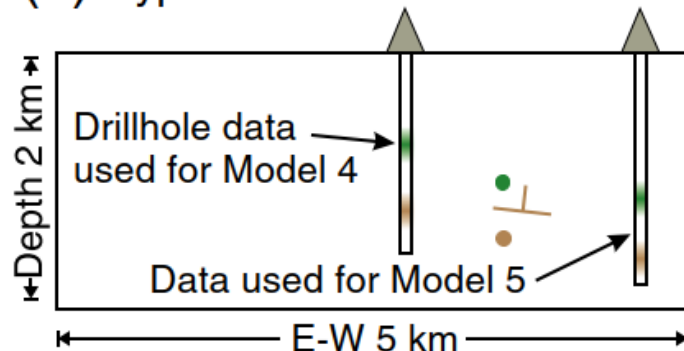 Drillhole data
used for Model 4
Depth 2 km
Data used for Model 5
E-W 5 km